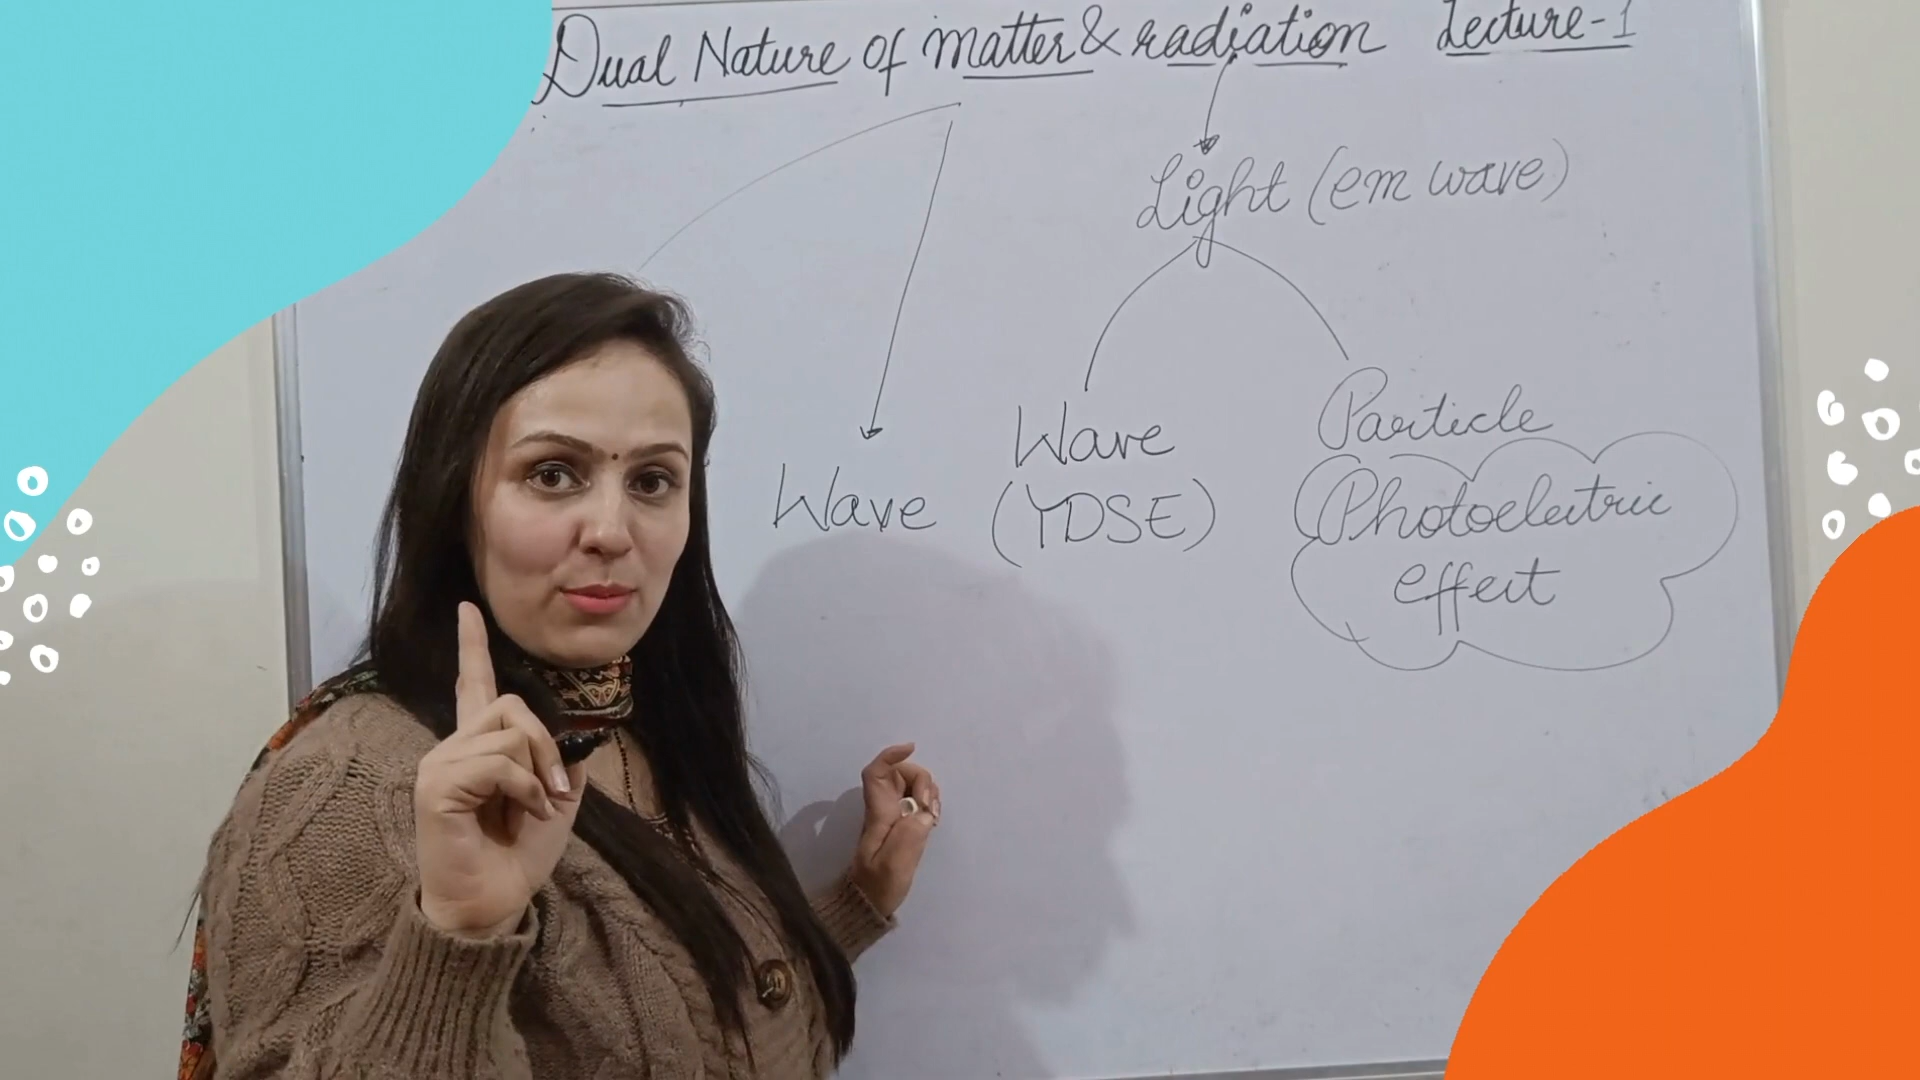 Dual Nature of matter & radiation Lecture-1
Light (em wave)
Wave
Wave
(YDSE)
Particle
Photoelectric
effect